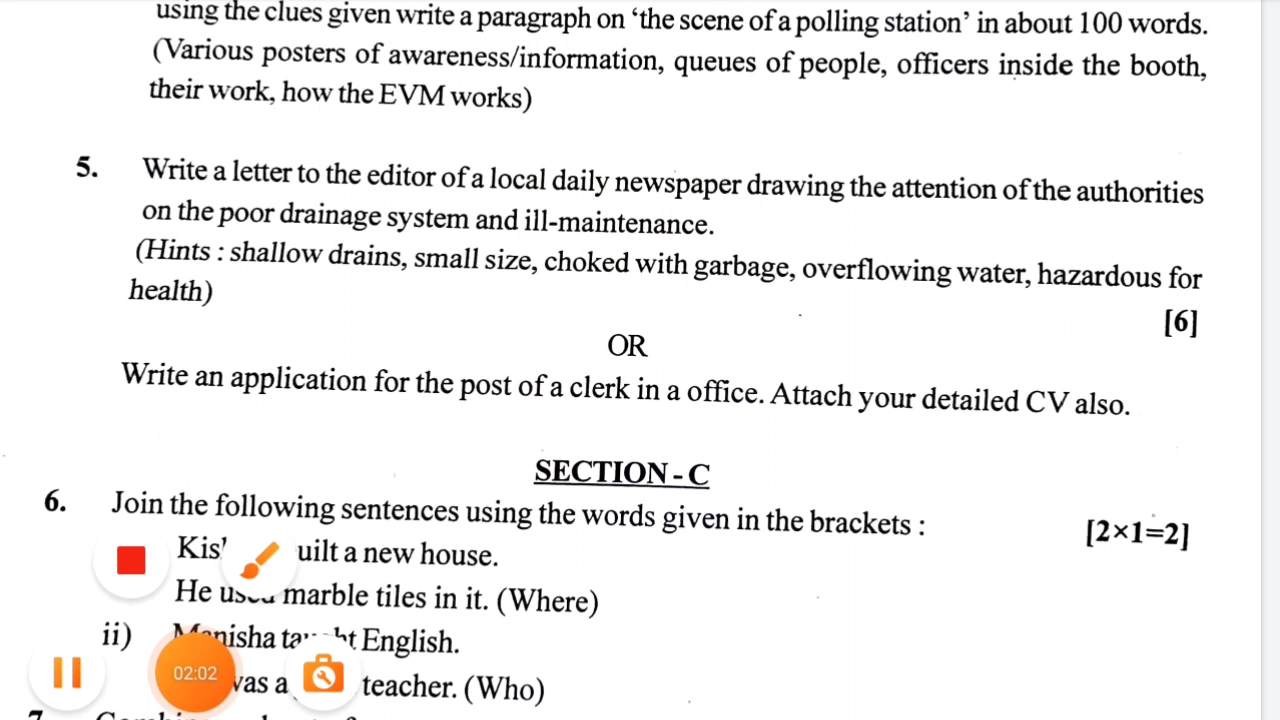 using the clues given write a paragraph on ‘the scene of a polling station’ in about 100 words.
(Various posters of awareness/information, queues of people, officers inside the booth,
their work, how the EVM works)
5. Write a letter to the editor of a local daily newspaper drawing the attention of the authorities
on the poor drainage system and ill-maintenance.
(Hints : shallow drains, small size, choked with garbage, overflowing water, hazardous for
health)
[6]
OR
Write an application for the post of a clerk in a office. Attach your detailed CV also.
SECTION - C
6. Join the following sentences using the words given in the brackets : [2×1=2]
a new house.
He used marble tiles in it. (Where)
ii) Manisha taught English.
02:02 a teacher. (Who)
7.